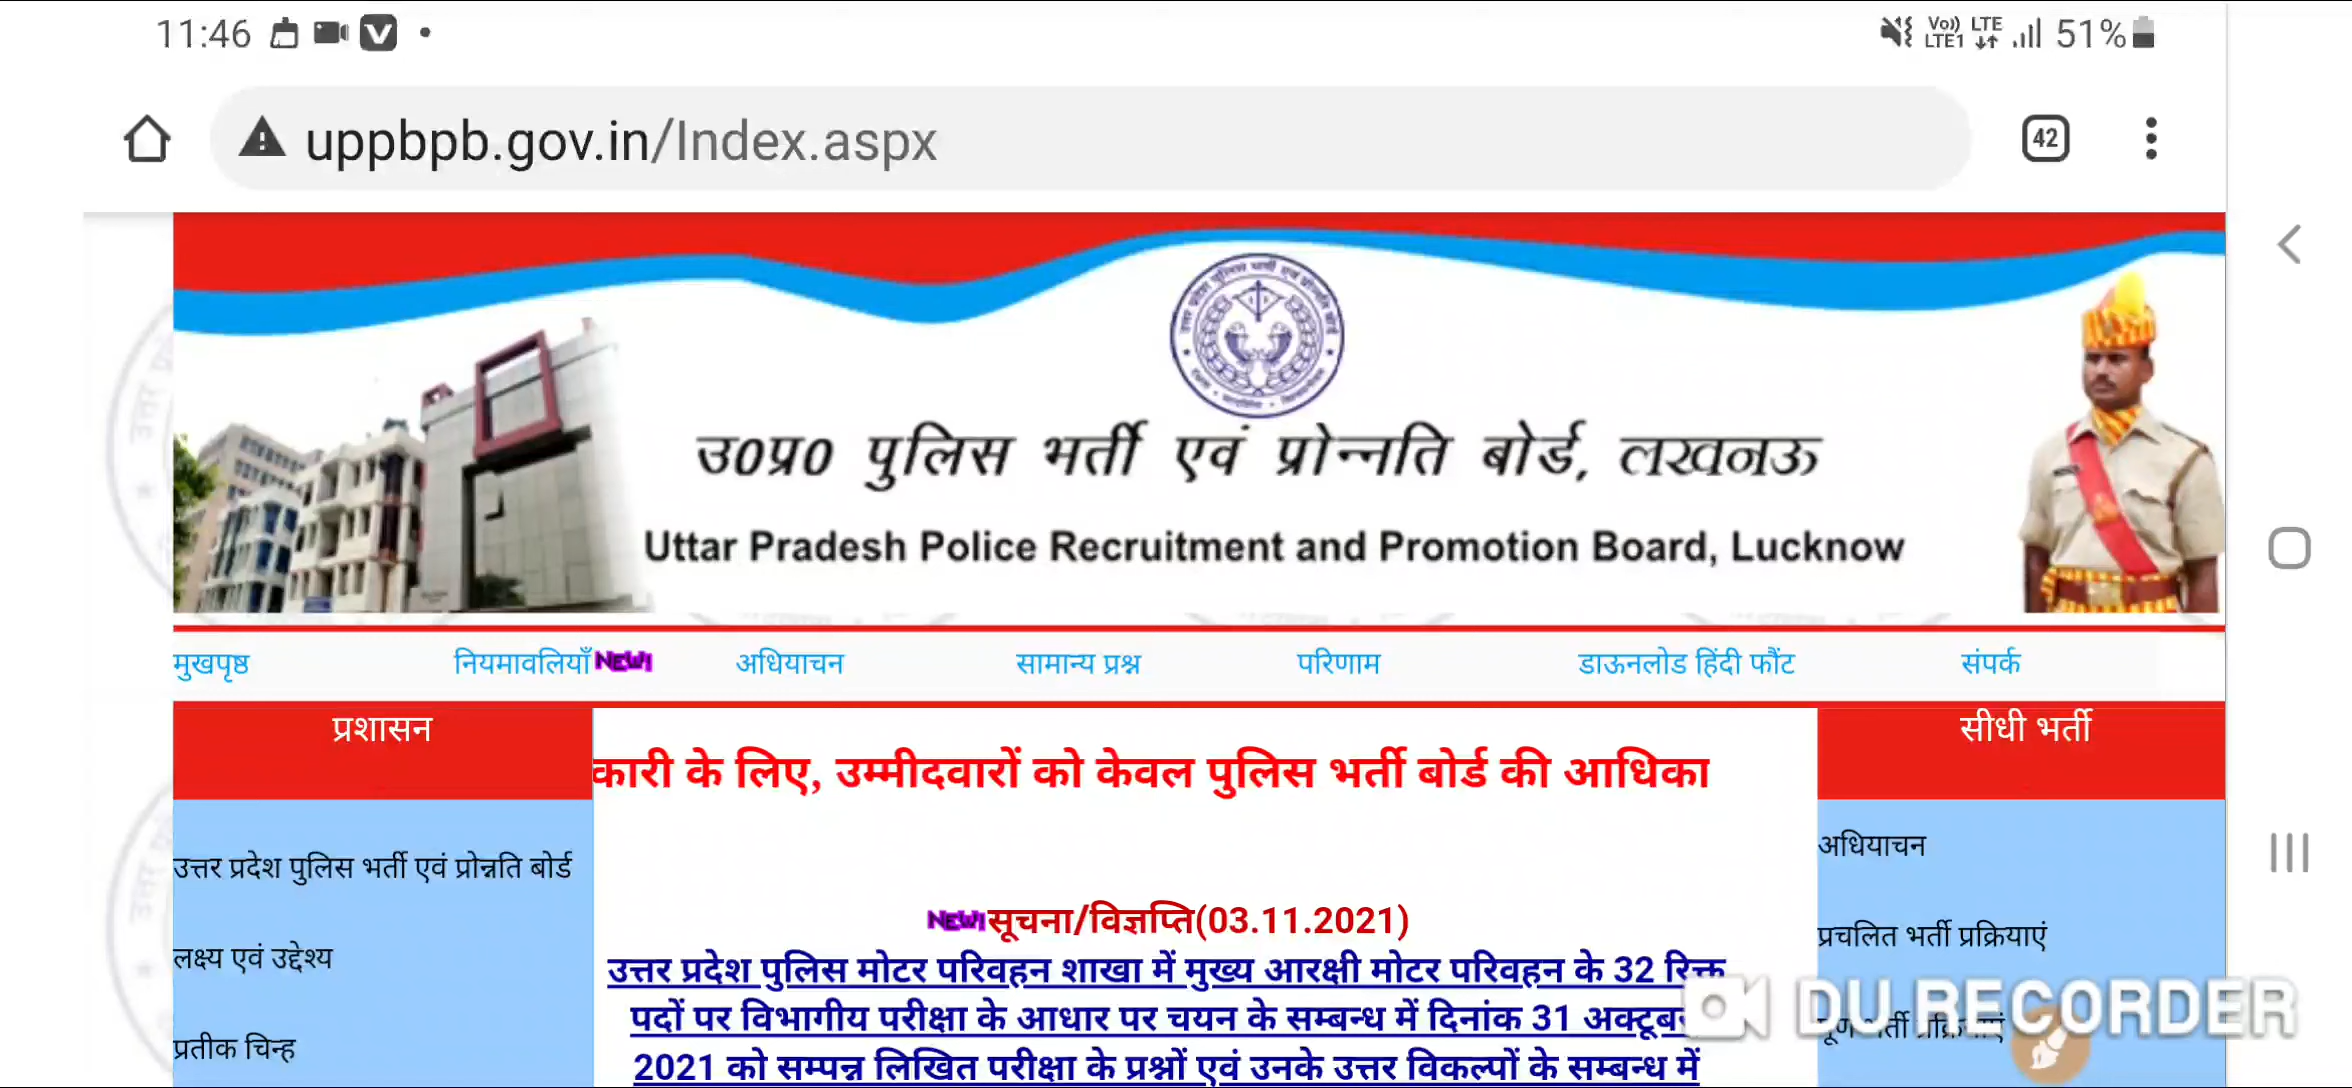 11:46
Vo)) LTE
LTE1
51%
uppbpb.gov.in/Index.aspx
42
उ०प्र० पुलिस भर्ती एवं प्रोन्नति बोर्ड, लखनऊ
Uttar Pradesh Police Recruitment and Promotion Board, Lucknow
मुखपृष्ठ नियमावलियाँ NEW! अधियाचन सामान्य प्रश्न परिणाम डाऊनलोड हिंदी फौंट संपर्क
प्रशासन
उत्तर प्रदेश पुलिस भर्ती एवं प्रोन्नति बोर्ड
लक्ष्य एवं उद्देश्य
प्रतीक चिन्ह
कारी के लिए, उम्मीदवारों को केवल पुलिस भर्ती बोर्ड की आधिका
NEW! सूचना/विज्ञप्ति(03.11.2021)
उत्तर प्रदेश पुलिस मोटर परिवहन शाखा में मुख्य आरक्षी मोटर परिवहन के 32 रिक्त
पदों पर विभागीय परीक्षा के आधार पर चयन के सम्बन्ध में दिनांक 31 अक्टूबर
2021 को सम्पन्न लिखित परीक्षा के प्रश्नों एवं उनके उत्तर विकल्पों के सम्बन्ध में
सीधी भर्ती
अधियाचन
प्रचलित भर्ती प्रक्रियाएं
DU RECORDER